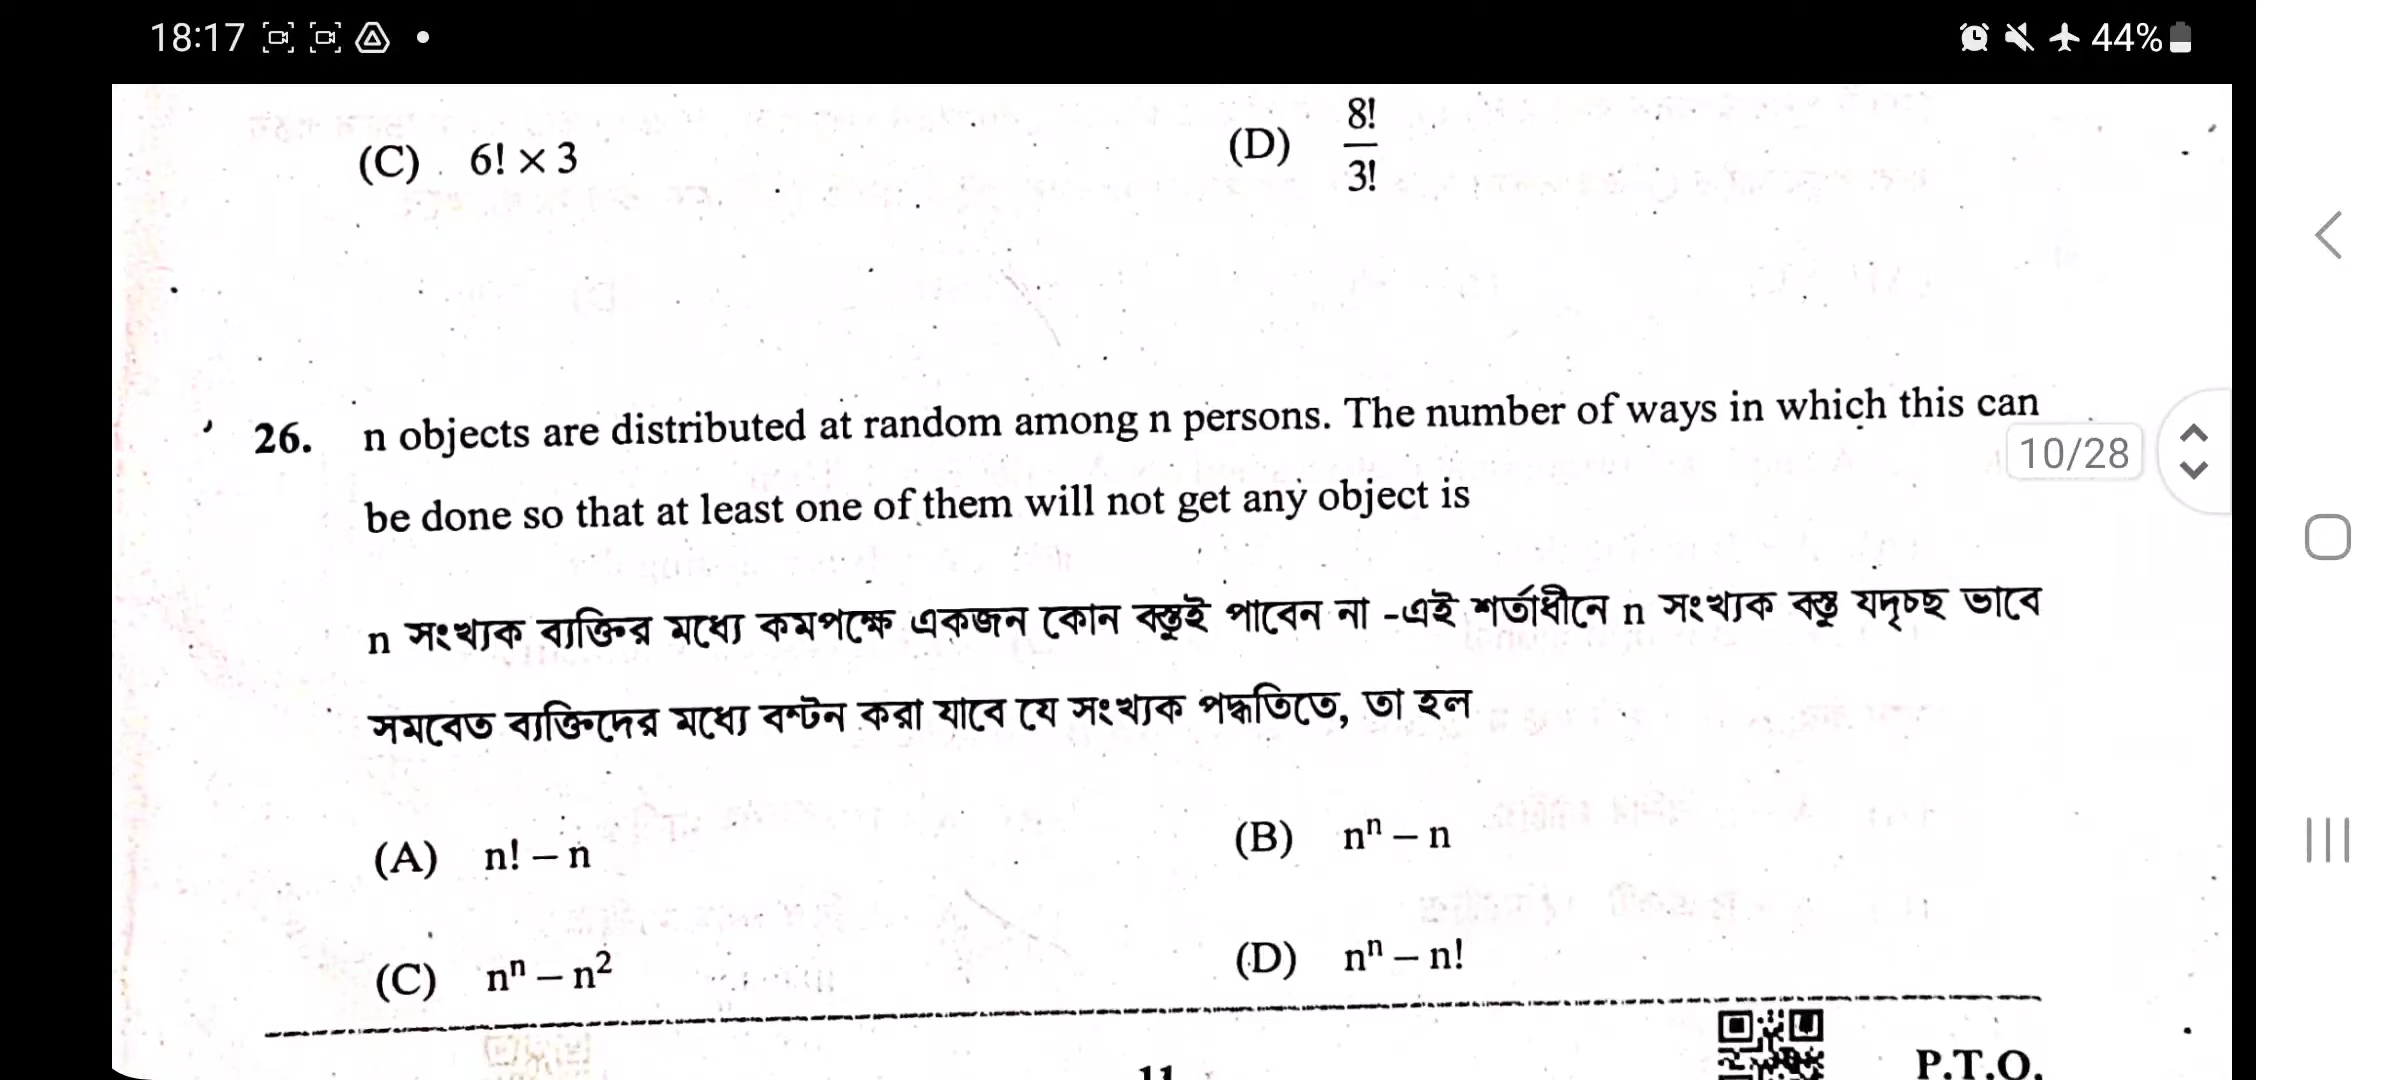 18:17 44%
(C) 6! × 3 (D) 8!/3!
26. n objects are distributed at random among n persons. The number of ways in which this can
10/28
be done so that at least one of them will not get any object is
n সংখ্যক ব্যক্তির মধ্যে কমপক্ষে একজন কোন বস্তুই পাবেন না -এই শর্তাধীনে n সংখ্যক বস্তু যদৃচ্ছ ভাবে
সমবেত ব্যক্তিদের মধ্যে বণ্টন করা যাবে যে সংখ্যক পদ্ধতিতে, তা হল
(A) n! – n (B) nⁿ – n
(C) nⁿ – n² (D) nⁿ – n!
11 P.T.O.